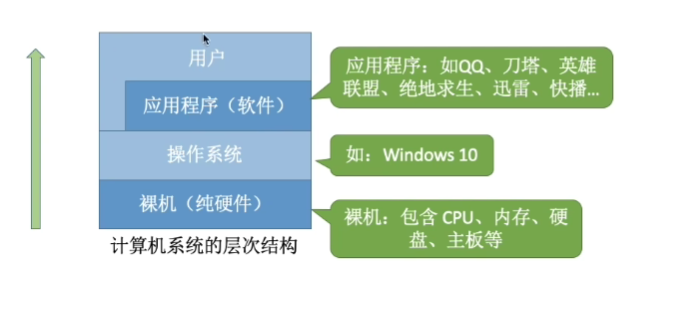 用户
应用程序（软件）
操作系统
裸机（纯硬件）
计算机系统的层次结构
应用程序：如QQ、刀塔、英雄
联盟、绝地求生、迅雷、快播...
如：Windows 10
裸机：包含 CPU、内存、硬
盘、主板等